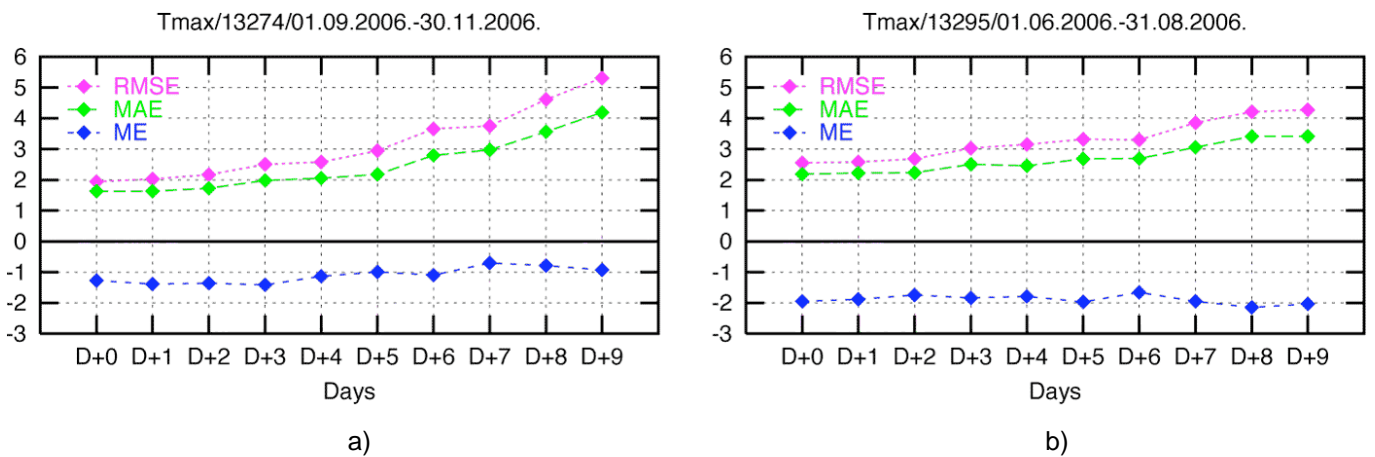 Tmax/13274/01.09.2006.-30.11.2006.
6
5
4
3
2
1
0
-1
-2
-3
RMSE
MAE
ME
D+0 D+1 D+2 D+3 D+4 D+5 D+6 D+7 D+8 D+9
Days
a)
Tmax/13295/01.06.2006.-31.08.2006.
6
5
4
3
2
1
0
-1
-2
-3
RMSE
MAE
ME
D+0 D+1 D+2 D+3 D+4 D+5 D+6 D+7 D+8 D+9
Days
b)